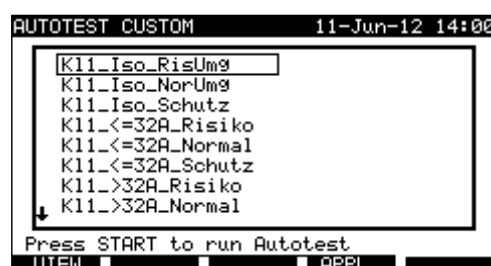 AUTOTEST CUSTOM 11-Jun-12 14:00
Kl1_Iso_RisUmg
Kl1_Iso_NorUmg
Kl1_Iso_Schutz
Kl1_<=32A_Risiko
Kl1_<=32A_Normal
Kl1_<=32A_Schutz
Kl1_>32A_Risiko
Kl1_>32A_Normal
Press START to run Autotest
VIEW APPL